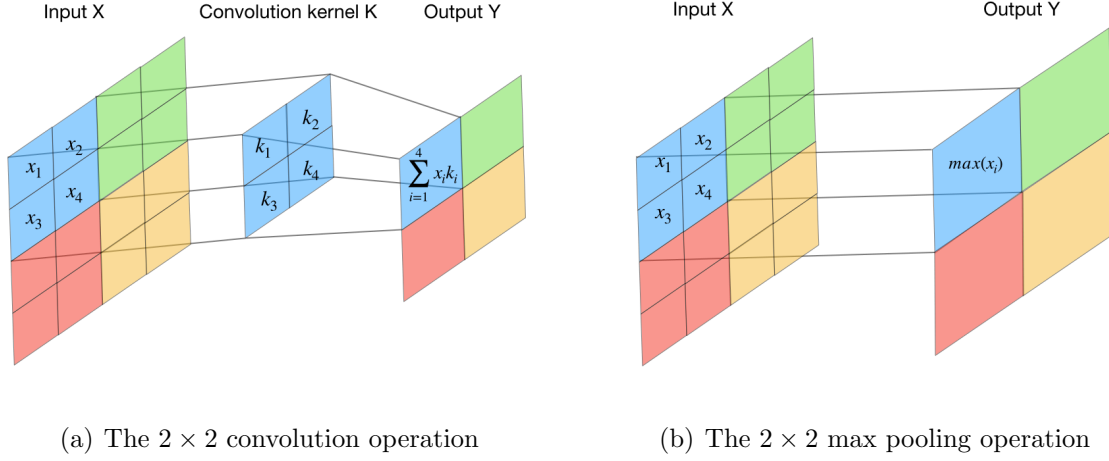 Input X Convolution kernel K Output Y
x₁ x₂
x₃ x₄
k₁ k₂
k₃ k₄
4
∑ xᵢkᵢ
i=1
Input X Output Y
x₁ x₂
x₃ x₄
max(xᵢ)
(a) The 2 × 2 convolution operation
(b) The 2 × 2 max pooling operation